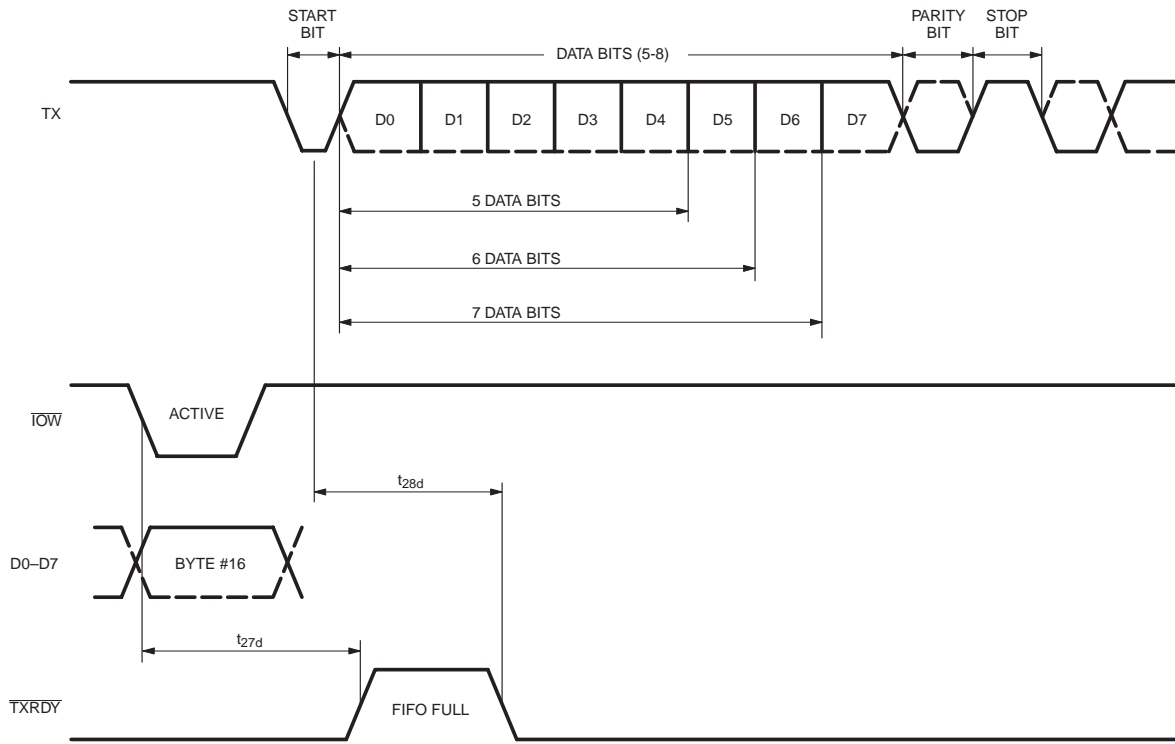 START
BIT
DATA BITS (5-8)
PARITY
BIT
STOP
BIT
TX
D0
D1
D2
D3
D4
D5
D6
D7
5 DATA BITS
6 DATA BITS
7 DATA BITS
IOW
ACTIVE
t28d
D0–D7
BYTE #16
t27d
TXRDY
FIFO FULL